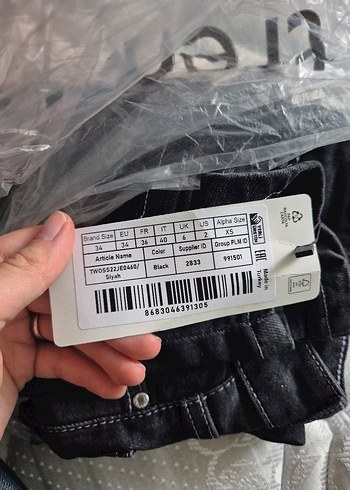 Brand Size EU FR IT UK US Alpha Size
34 34 36 40 6 2 XS
Article Name Color Supplier ID Group PLM ID
TWOSS22JE0460/
Siyah Black 2833 991501
8683046391305
Made in
Turkey
EAC